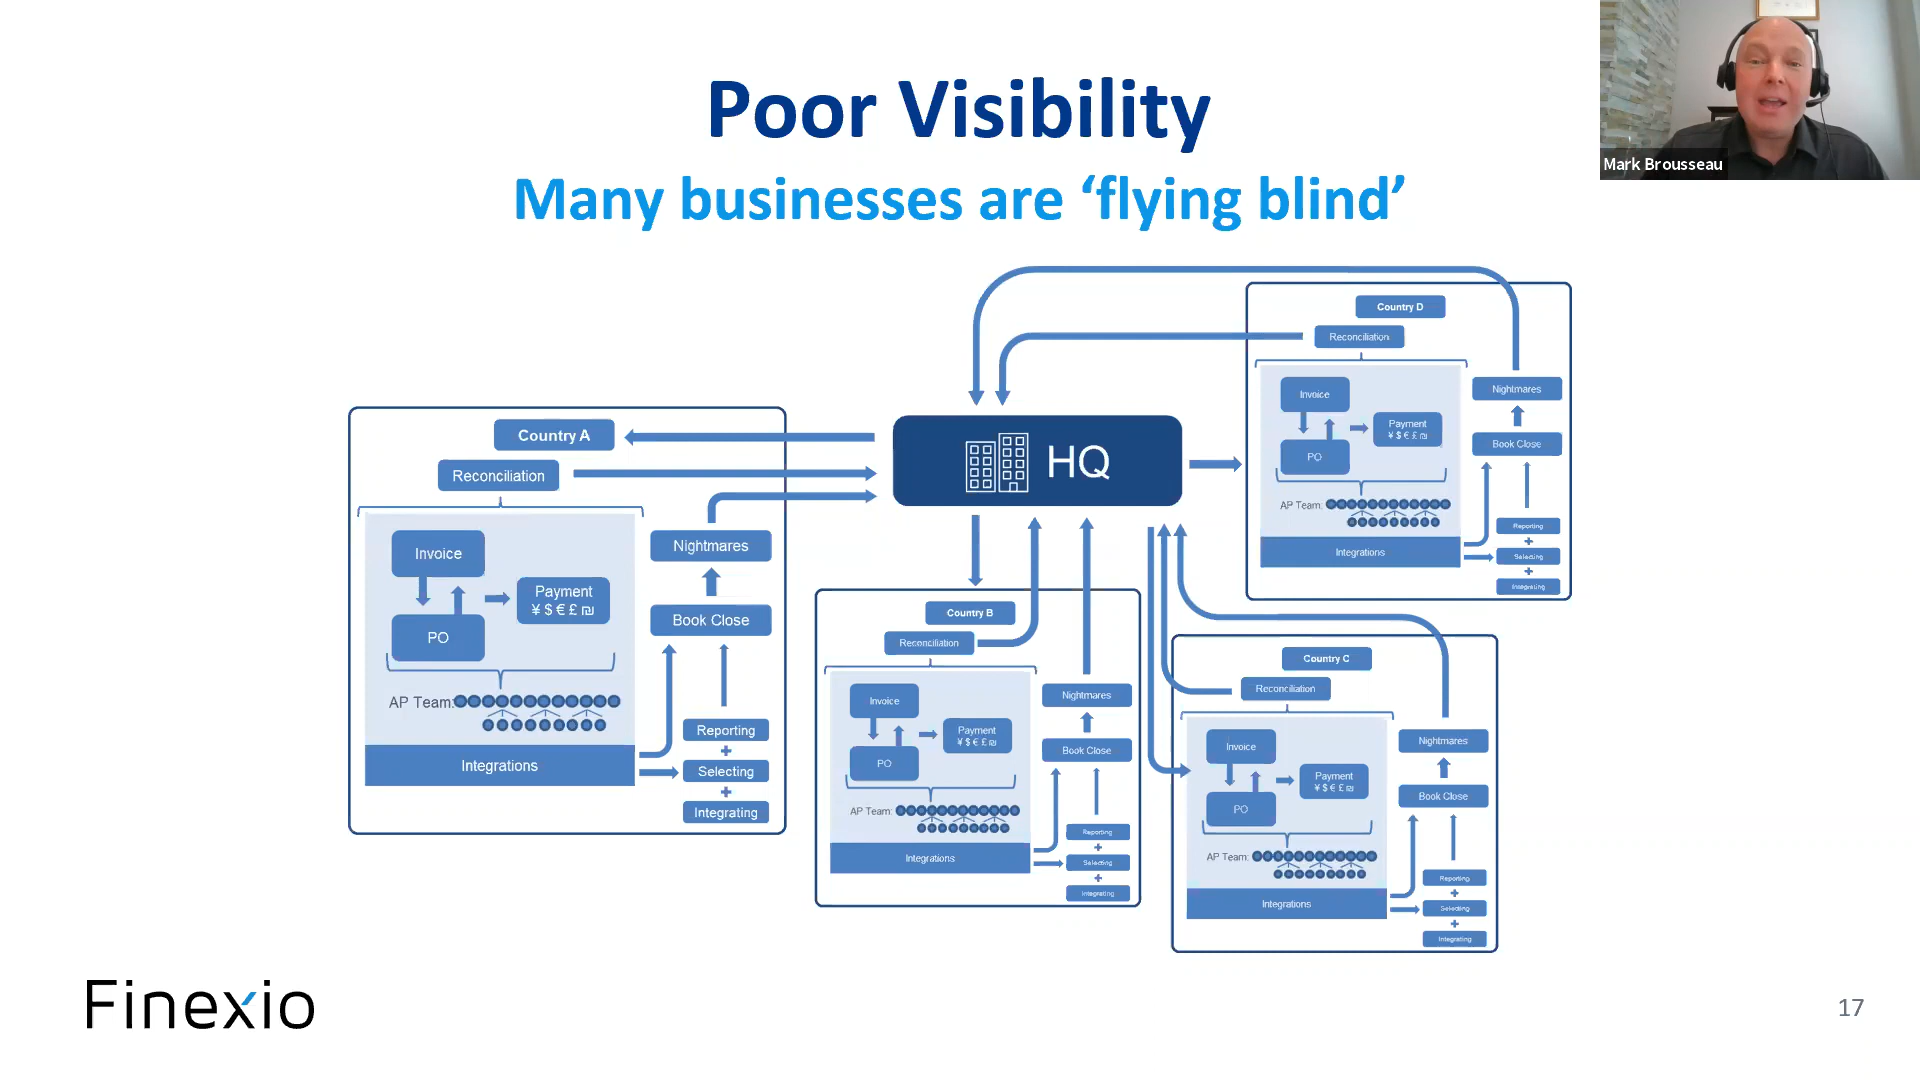 Poor Visibility
Many businesses are ‘flying blind’
Mark Brousseau
HQ
Country A
Reconciliation
Invoice
PO
Payment
¥ $ € £ ₪
AP Team:
Integrations
Nightmares
Book Close
Reporting
+
Selecting
+
Integrating
Country B
Reconciliation
Invoice
PO
Payment
¥ $ € £ ₪
AP Team:
Integrations
Nightmares
Book Close
Reporting
+
Selecting
+
Integrating
Country C
Reconciliation
Invoice
PO
Payment
¥ $ € £ ₪
AP Team:
Integrations
Nightmares
Book Close
Reporting
+
Selecting
+
Integrating
Country D
Reconciliation
Invoice
PO
Payment
¥ $ € £ ₪
AP Team:
Integrations
Nightmares
Book Close
Reporting
+
Selecting
+
Integrating
Finexio
17